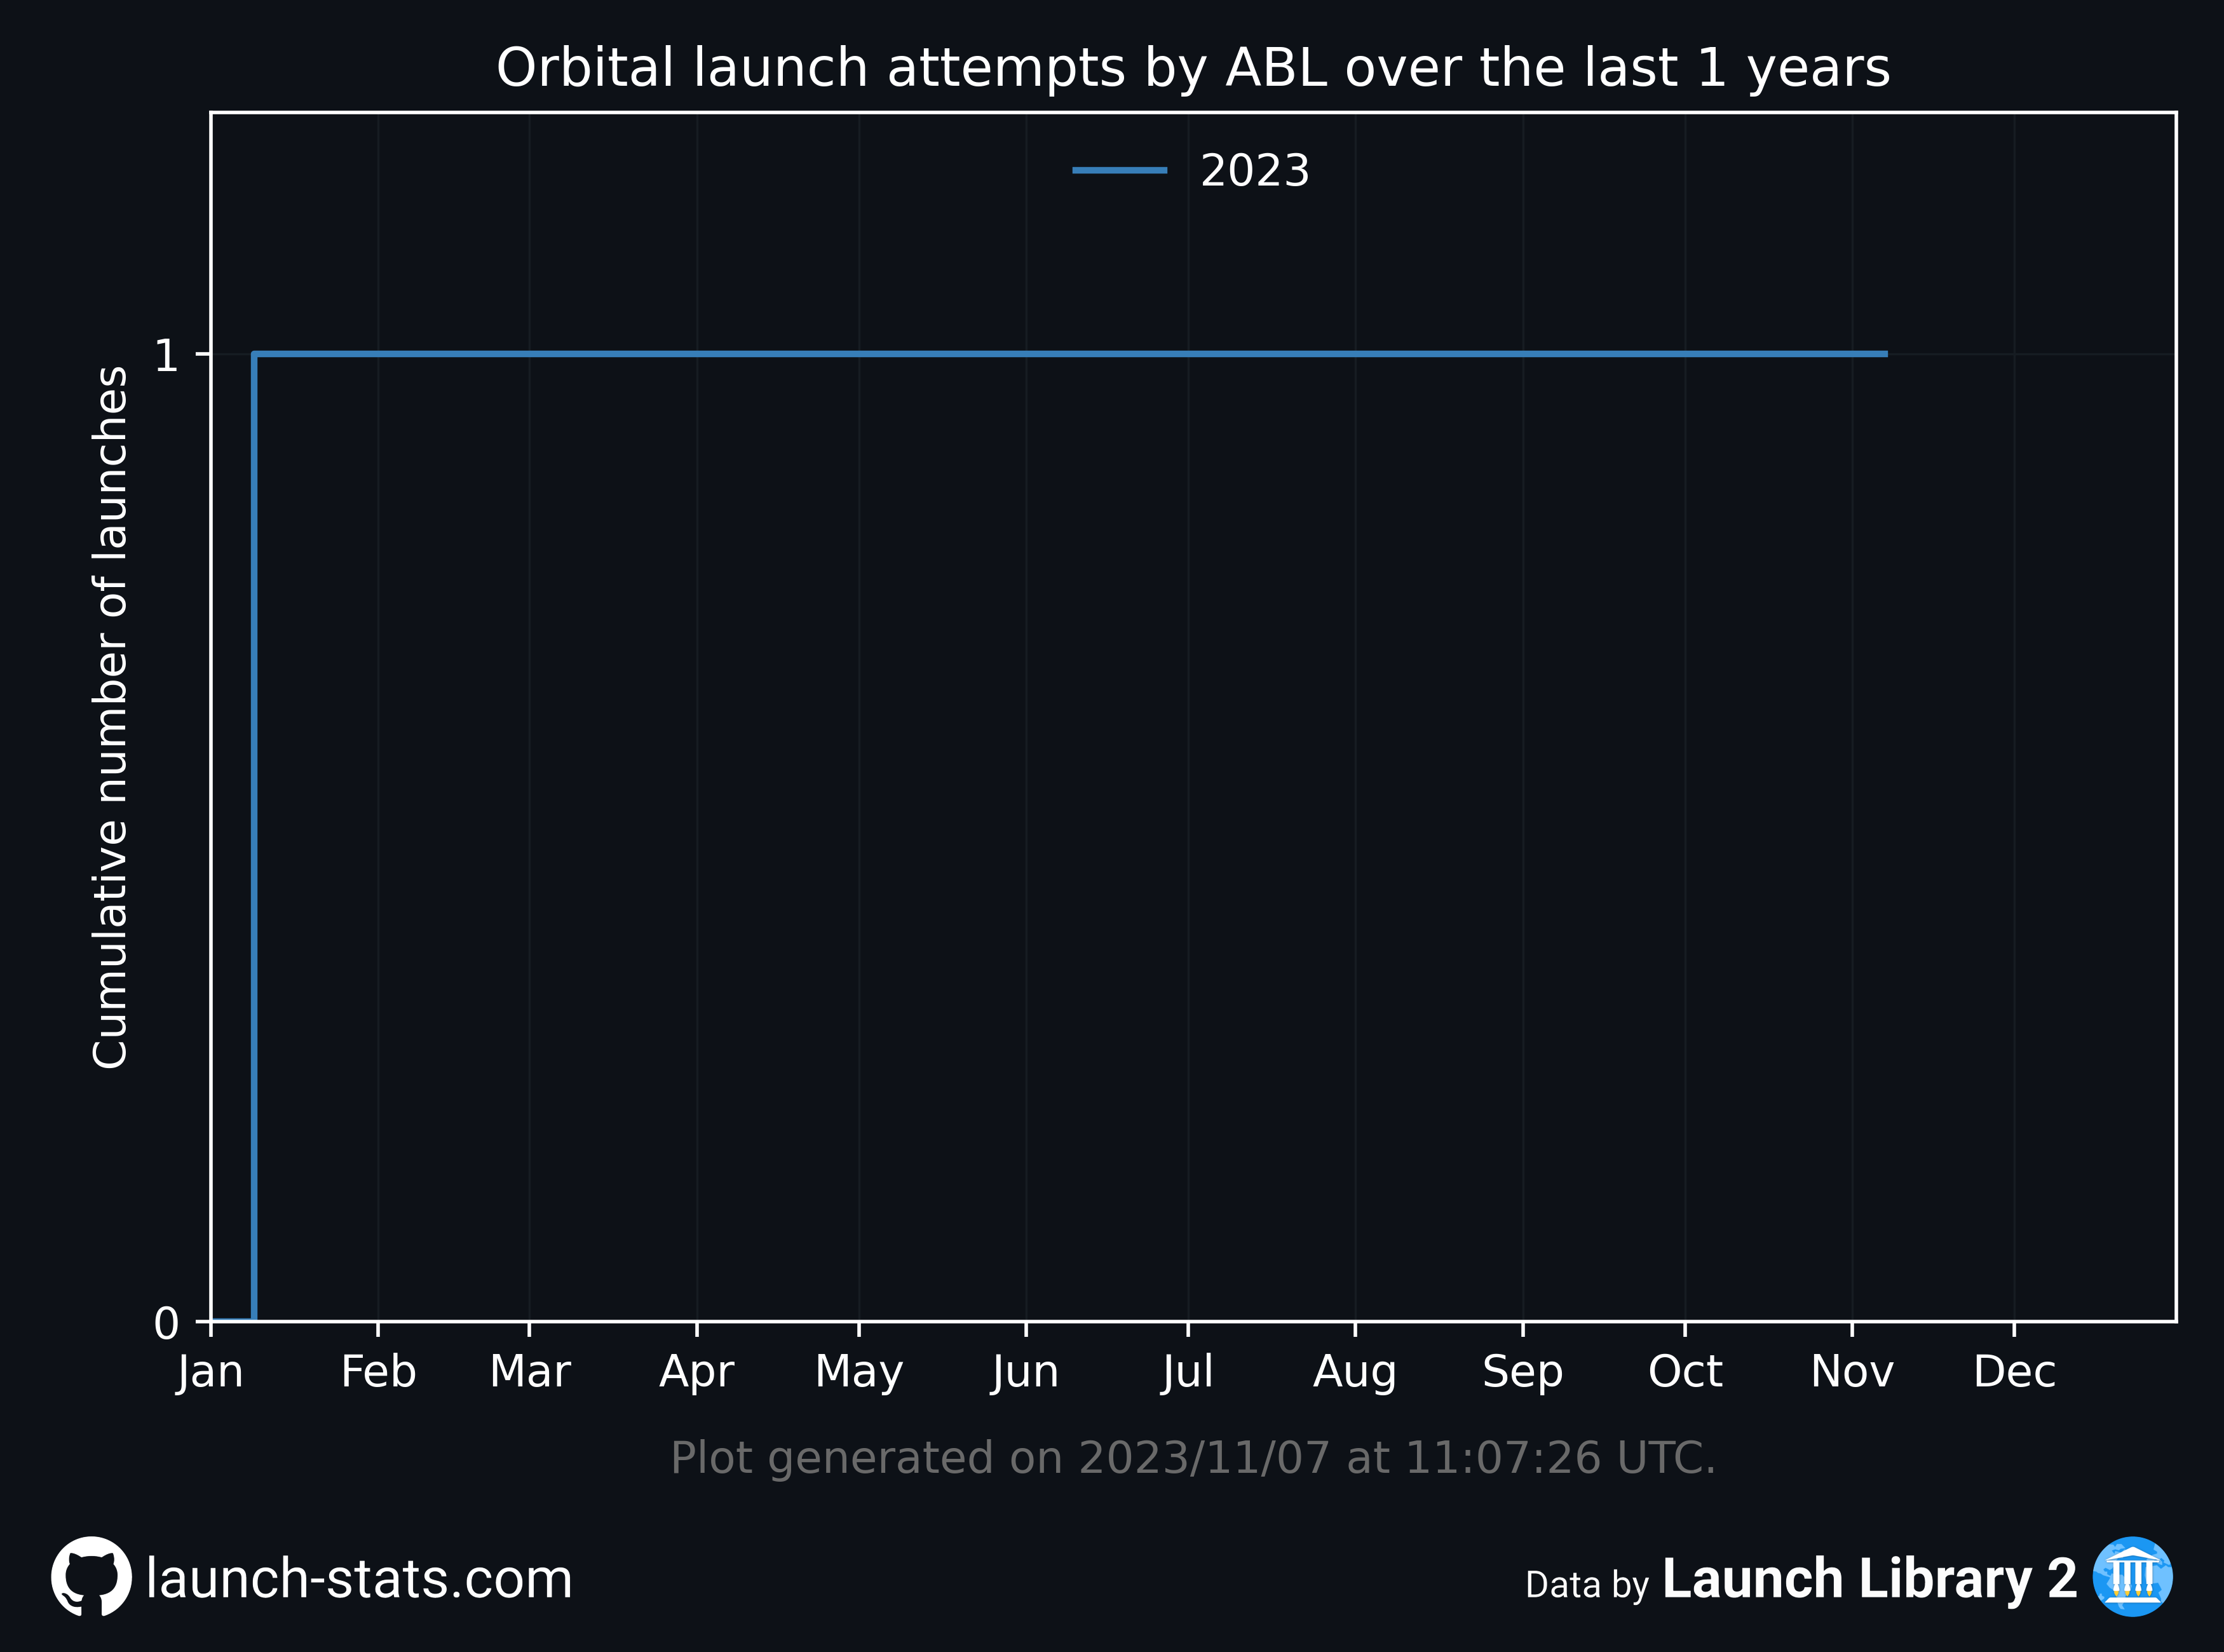 Orbital launch attempts by ABL over the last 1 years
2023
Cumulative number of launches
1
0
Jan Feb Mar Apr May Jun Jul Aug Sep Oct Nov Dec
Plot generated on 2023/11/07 at 11:07:26 UTC.
launch-stats.com
Data by Launch Library 2